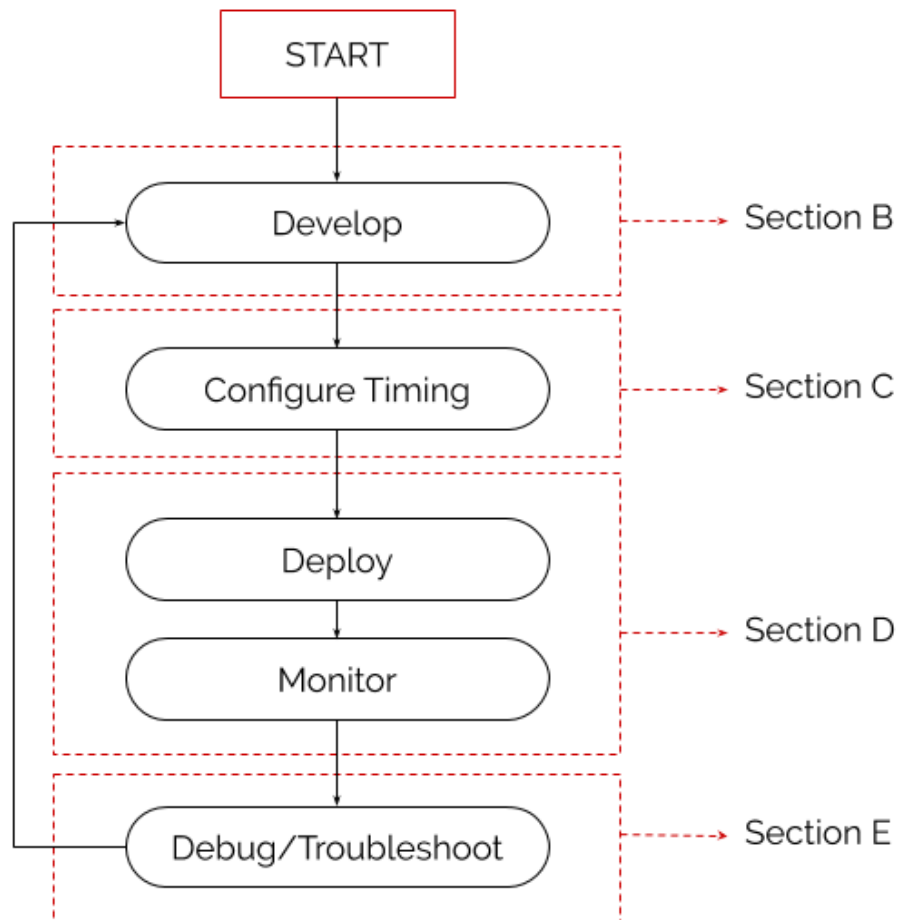 START
Develop
Section B
Configure Timing
Section C
Deploy
Section D
Monitor
Debug/Troubleshoot
Section E